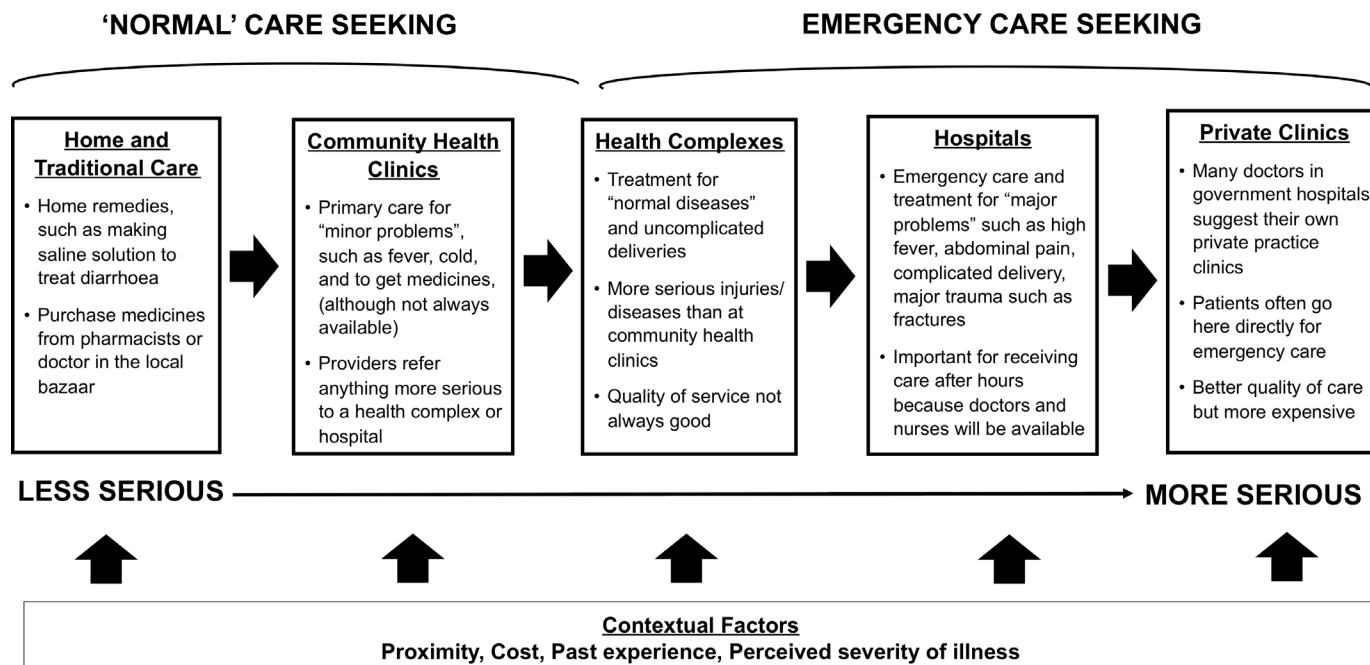 ‘NORMAL’ CARE SEEKING
EMERGENCY CARE SEEKING
Home and
Traditional Care
• Home remedies,
such as making
saline solution to
treat diarrhoea
• Purchase medicines
from pharmacists or
doctor in the local
bazaar
Community Health
Clinics
• Primary care for
“minor problems”,
such as fever, cold,
and to get medicines,
(although not always
available)
• Providers refer
anything more serious
to a health complex or
hospital
Health Complexes
• Treatment for
“normal diseases”
and uncomplicated
deliveries
• More serious injuries/
diseases than at
community health
clinics
• Quality of service not
always good
Hospitals
• Emergency care and
treatment for “major
problems” such as high
fever, abdominal pain,
complicated delivery,
major trauma such as
fractures
• Important for receiving
care after hours
because doctors and
nurses will be available
Private Clinics
• Many doctors in
government hospitals
suggest their own
private practice
clinics
• Patients often go
here directly for
emergency care
• Better quality of care
but more expensive
LESS SERIOUS
MORE SERIOUS
Contextual Factors
Proximity, Cost, Past experience, Perceived severity of illness